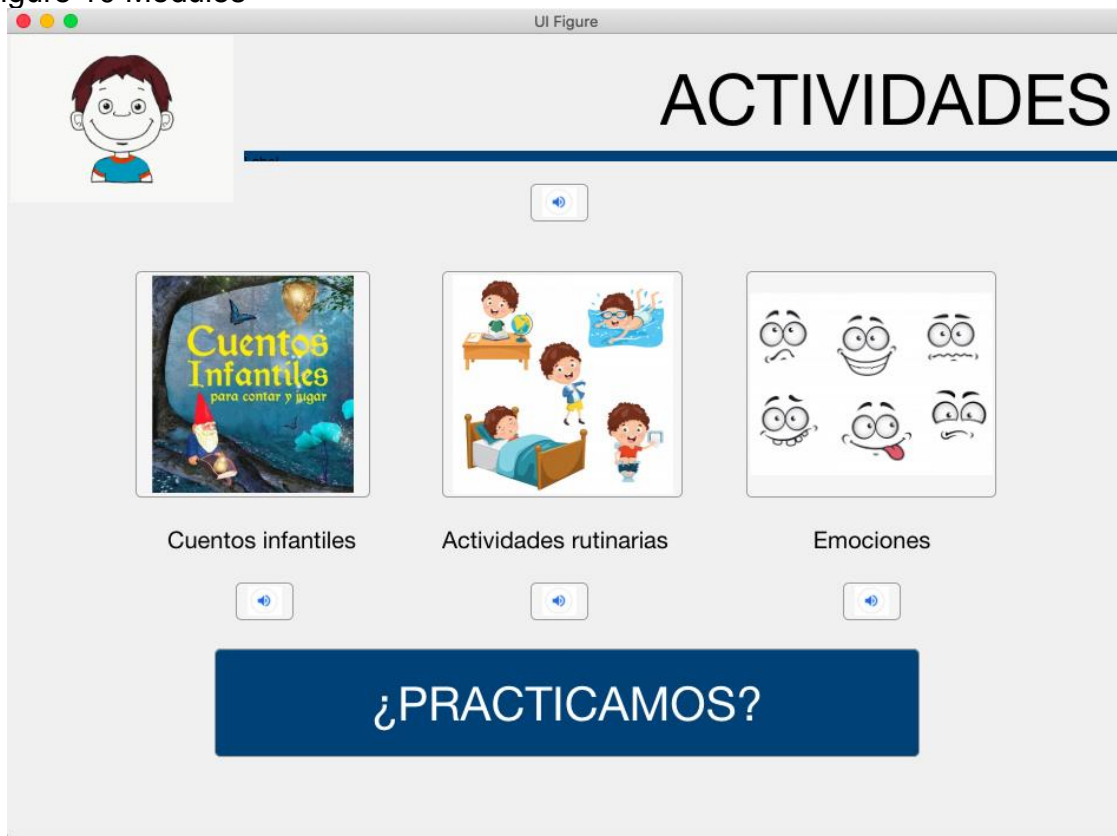 UI Figure
ACTIVIDADES
Cuentos
Infantiles
para contar y jugar
Cuentos infantiles
Actividades rutinarias
Emociones
¿PRACTICAMOS?